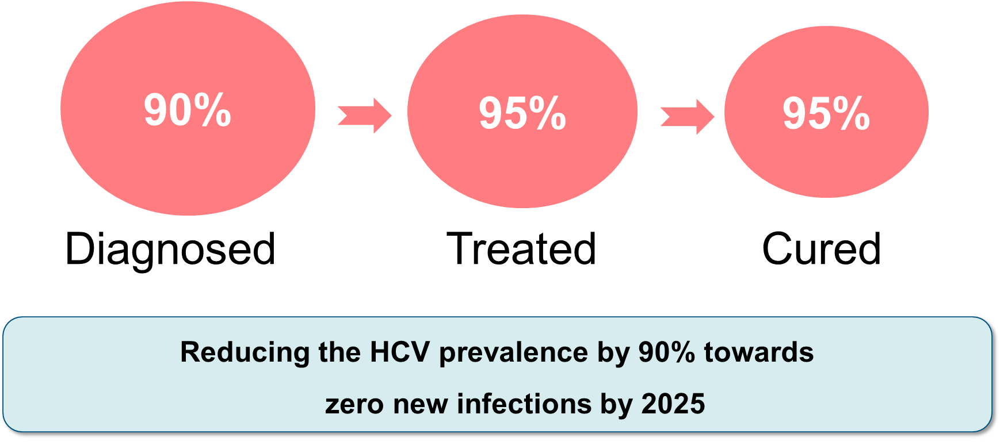 90%
95%
95%
Diagnosed
Treated
Cured
Reducing the HCV prevalence by 90% towards
zero new infections by 2025